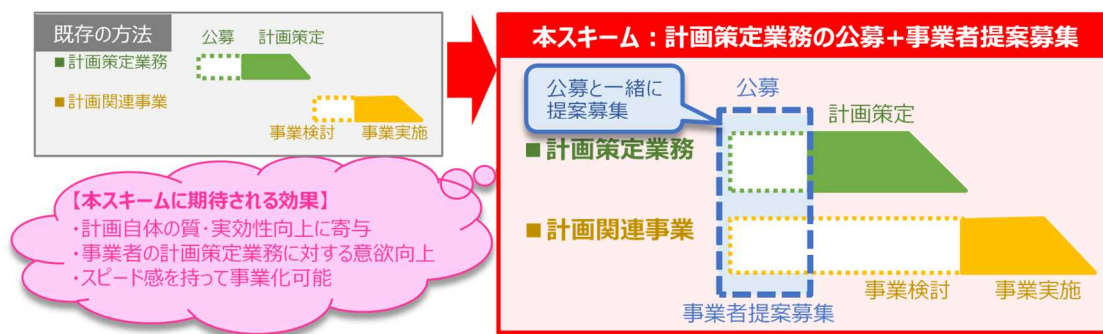 既存の方法
公募 計画策定
■計画策定業務
■計画関連事業
事業検討 事業実施
【本スキームに期待される効果】
・計画自体の質・実効性向上に寄与
・事業者の計画策定業務に対する意欲向上
・スピード感を持って事業化可能
本スキーム：計画策定業務の公募＋事業者提案募集
公募と一緒に
提案募集
公募
計画策定
■計画策定業務
■計画関連事業
事業検討 事業実施
事業者提案募集